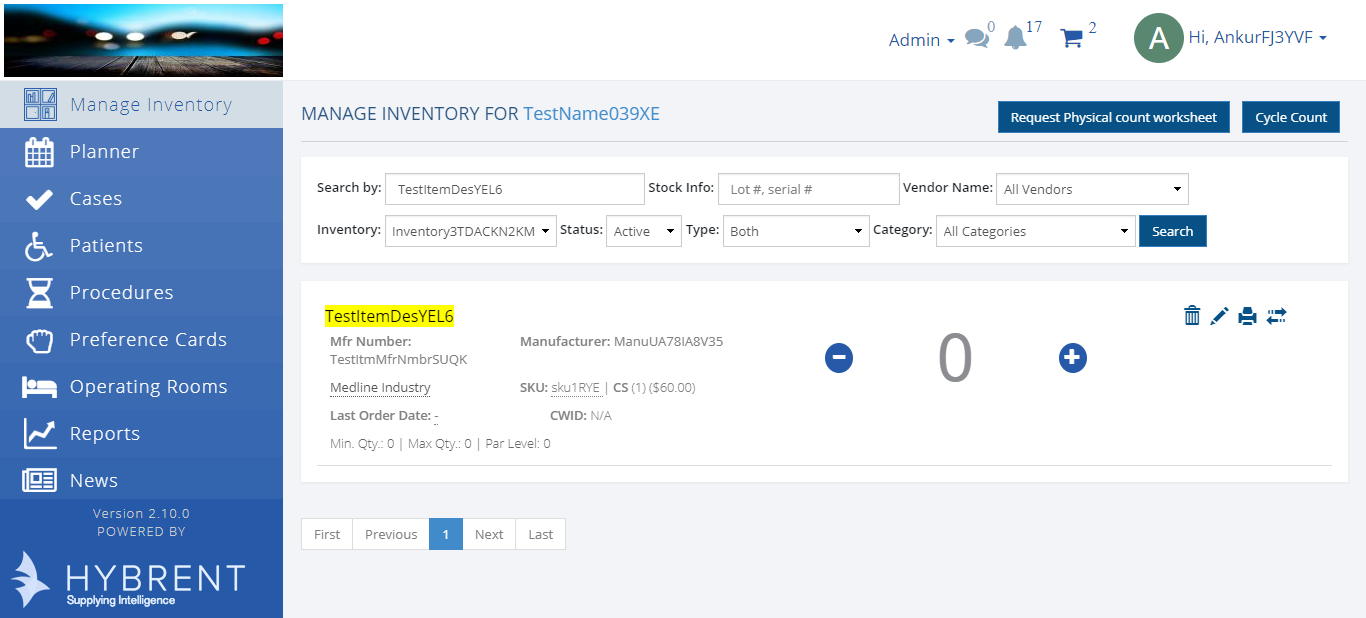 Admin 0 17 2 A Hi, AnkurFJ3YVF
Manage Inventory
Planner
Cases
Patients
Procedures
Preference Cards
Operating Rooms
Reports
News
Version 2.10.0
POWERED BY
HYBRENT
Supplying Intelligence
MANAGE INVENTORY FOR TestName039XE
Request Physical count worksheet Cycle Count
Search by: TestItemDesYEL6 Stock Info: Lot #, serial # Vendor Name: All Vendors
Inventory: Inventory3TDACKN2KM Status: Active Type: Both Category: All Categories Search
TestItemDesYEL6
Mfr Number: Manufacturer: ManuUA78IA8V35
TestItmMfrNmbrSUQK
0
Medline Industry SKU: sku1RYE | CS (1) ($60.00)
Last Order Date: - CWID: N/A
Min. Qty.: 0 | Max Qty.: 0 | Par Level: 0
First Previous 1 Next Last